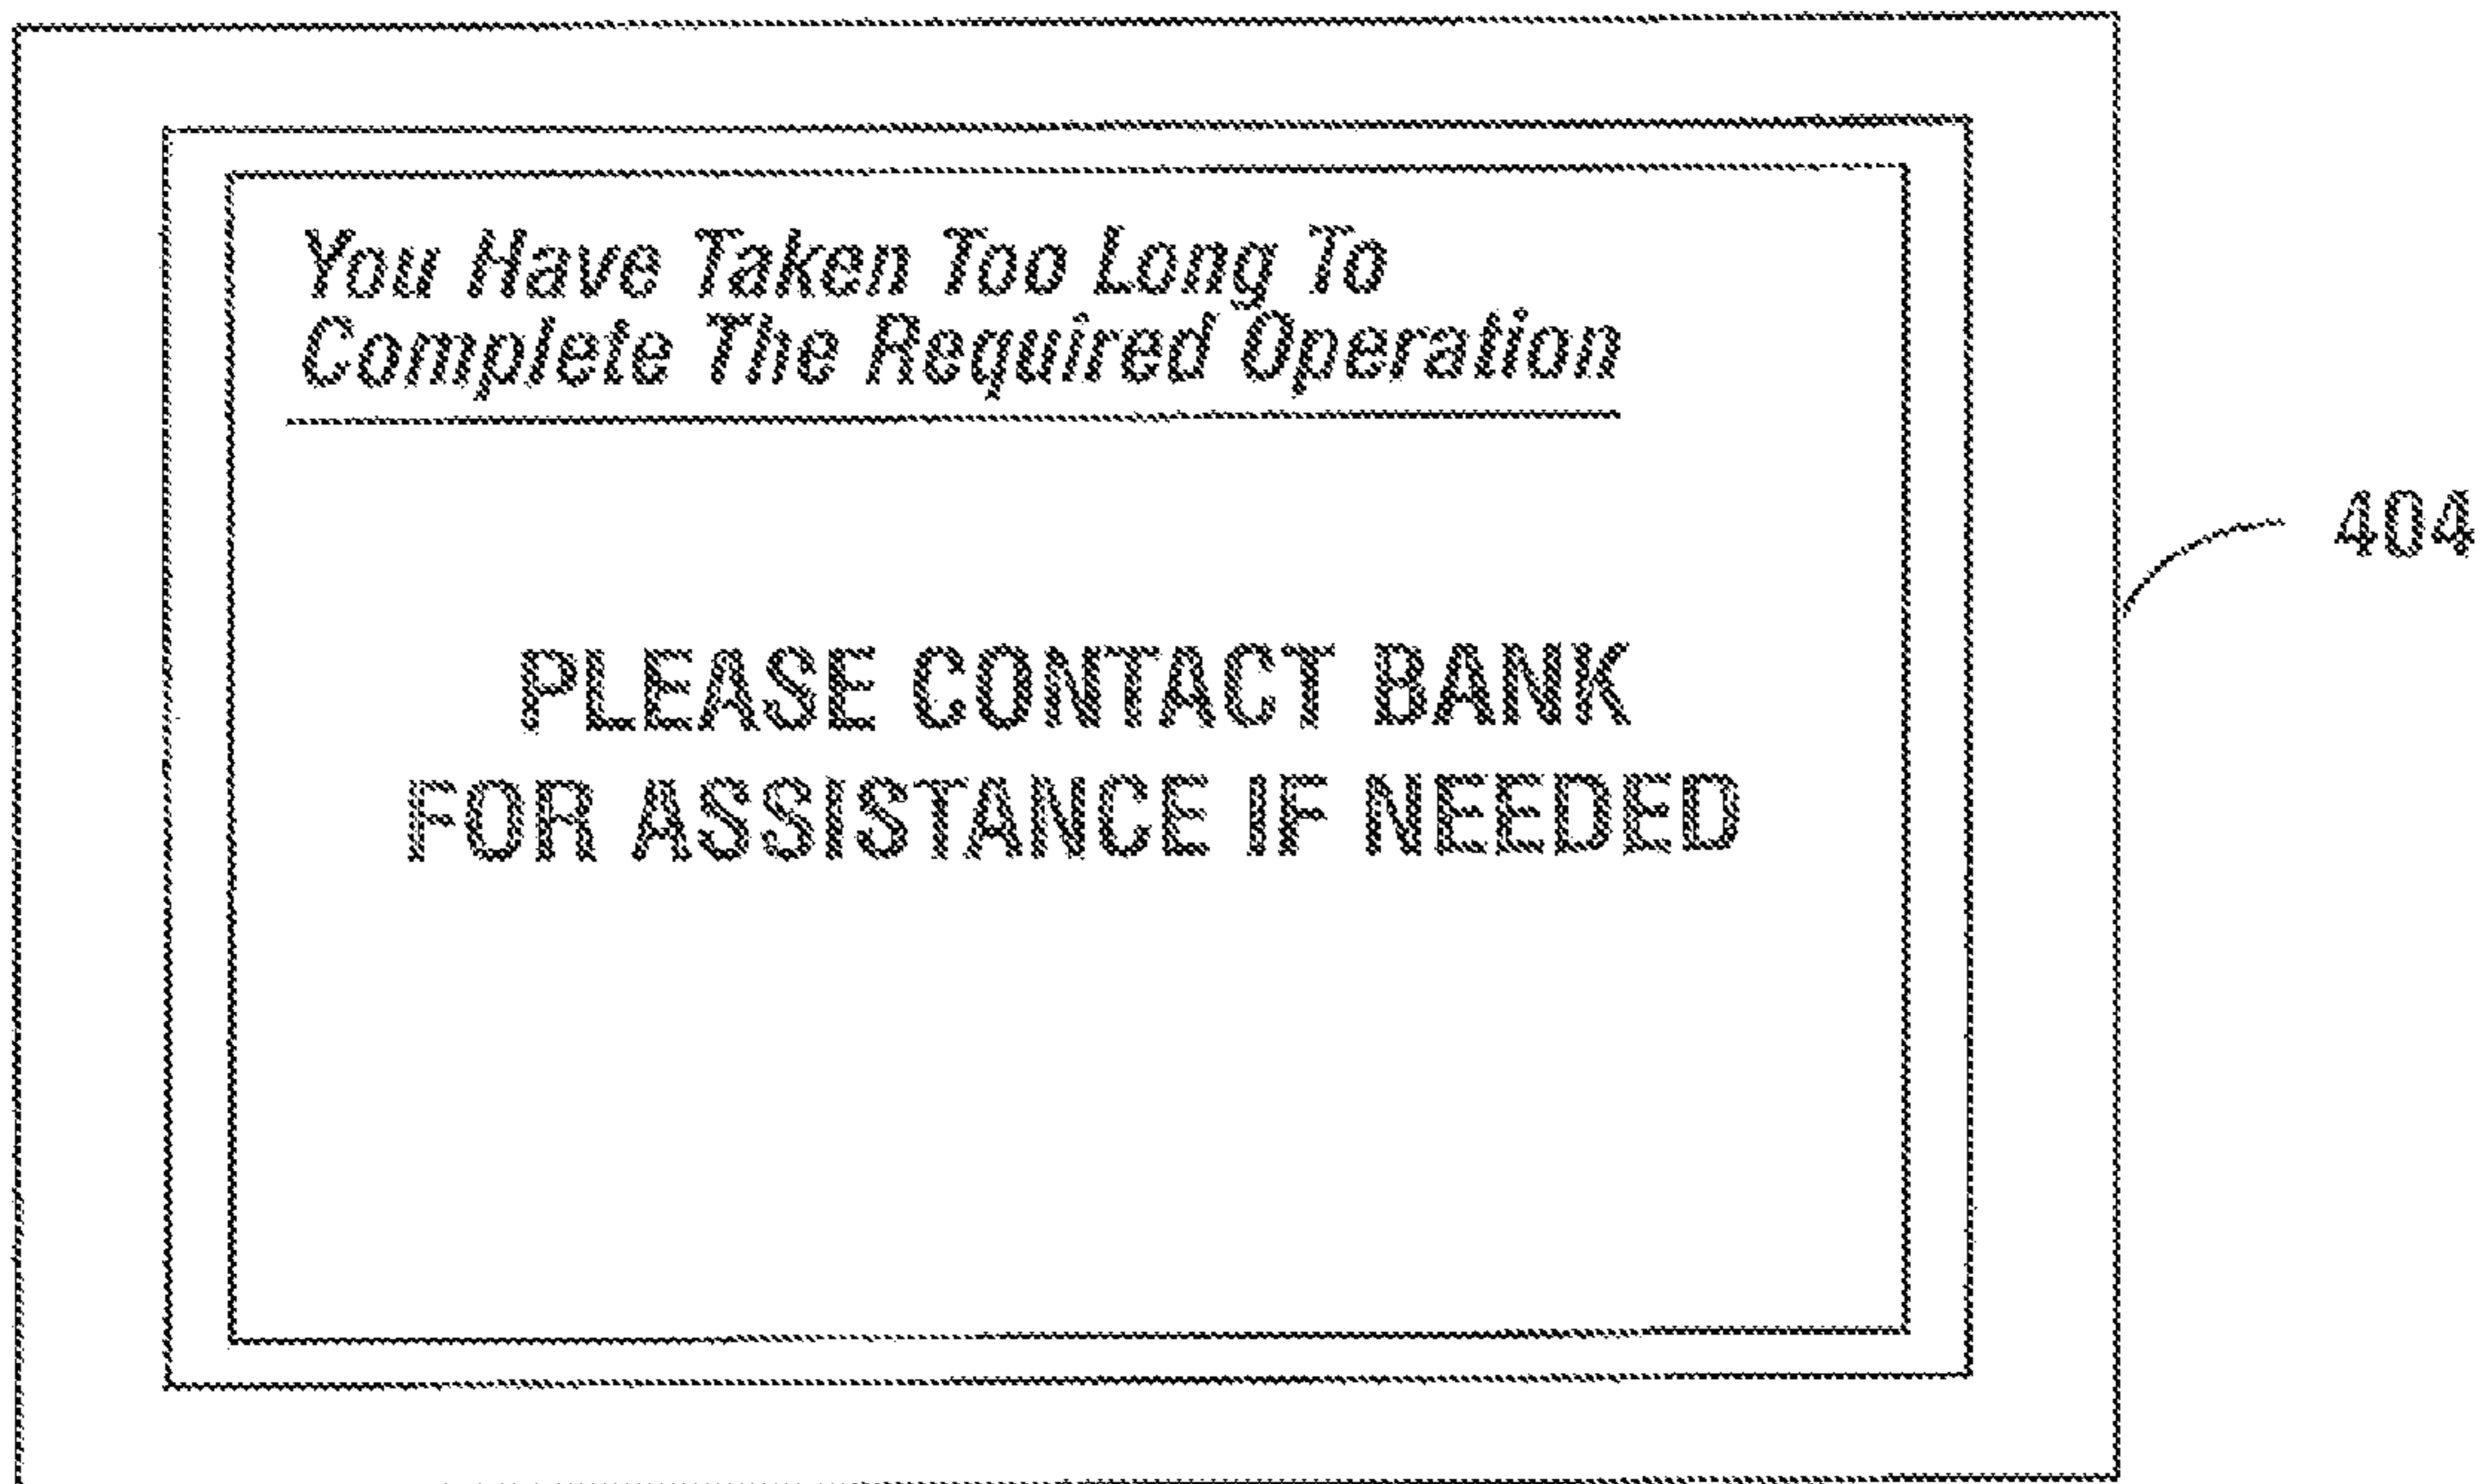 You Have Taken Too Long To
Complete The Required Operation
404
PLEASE CONTACT BANK
FOR ASSISTANCE IF NEEDED